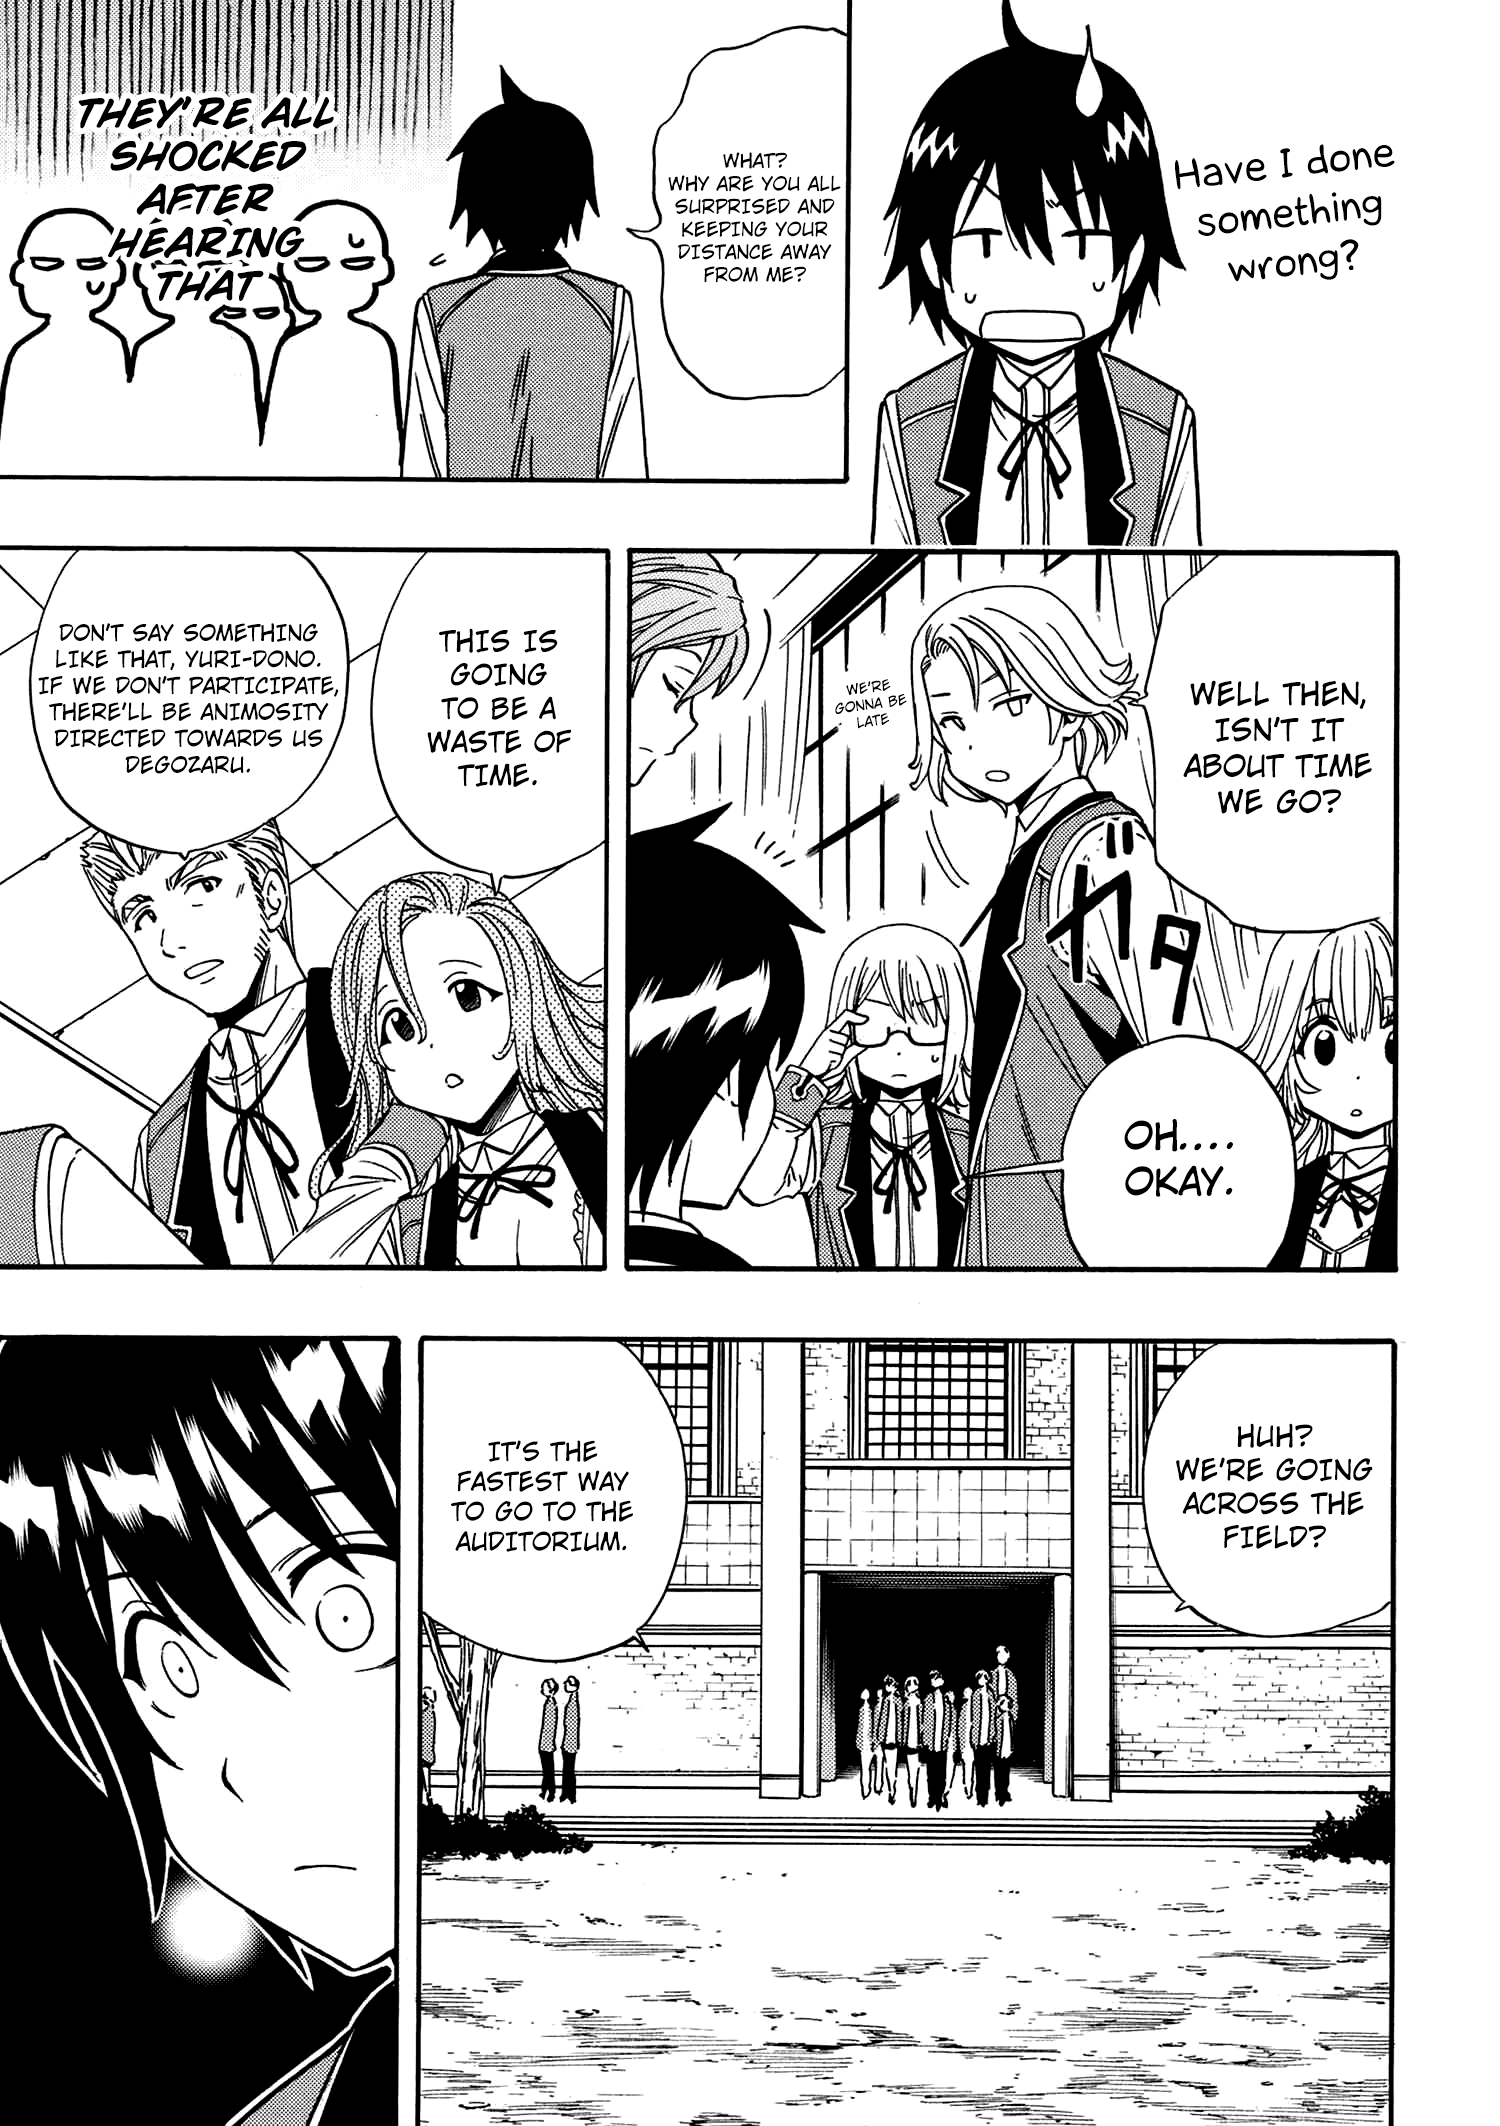 Have I done
something
wrong?
WHAT?
WHY ARE YOU ALL
SURPRISED AND
KEEPING YOUR
DISTANCE AWAY
FROM ME?
THEY'RE ALL
SHOCKED
AFTER
HEARING
THAT
WELL THEN,
ISN'T IT
ABOUT TIME
WE GO?
WE'RE
GONNA BE
LATE
ガタ
OH....
OKAY.
THIS IS
GOING
TO BE A
WASTE OF
TIME.
DON'T SAY SOMETHING
LIKE THAT, YURI-DONO.
IF WE DON'T PARTICIPATE,
THERE'LL BE ANIMOSITY
DIRECTED TOWARDS US
DEGOZARU.
HUH?
WE'RE GOING
ACROSS THE
FIELD?
IT'S THE
FASTEST WAY
TO GO TO THE
AUDITORIUM.